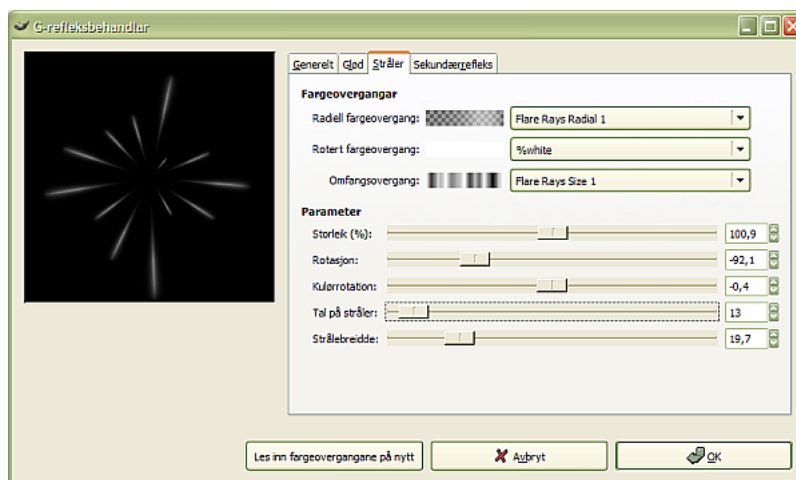 G-refleksbehandlar
Generelt Glød Stråler Sekundærrefleks
Fargeovergangar
Radiell fargeovergang: Flare Rays Radial 1
Rotert fargeovergang: %white
Omfangsovergang: Flare Rays Size 1
Parameter
Storleik (%): 100,9
Rotasjon: -92,1
Kulørrotation: -0,4
Tal på stråler: 13
Strålebreidde: 19,7
Les inn fargeovergangane på nytt Avbryt OK